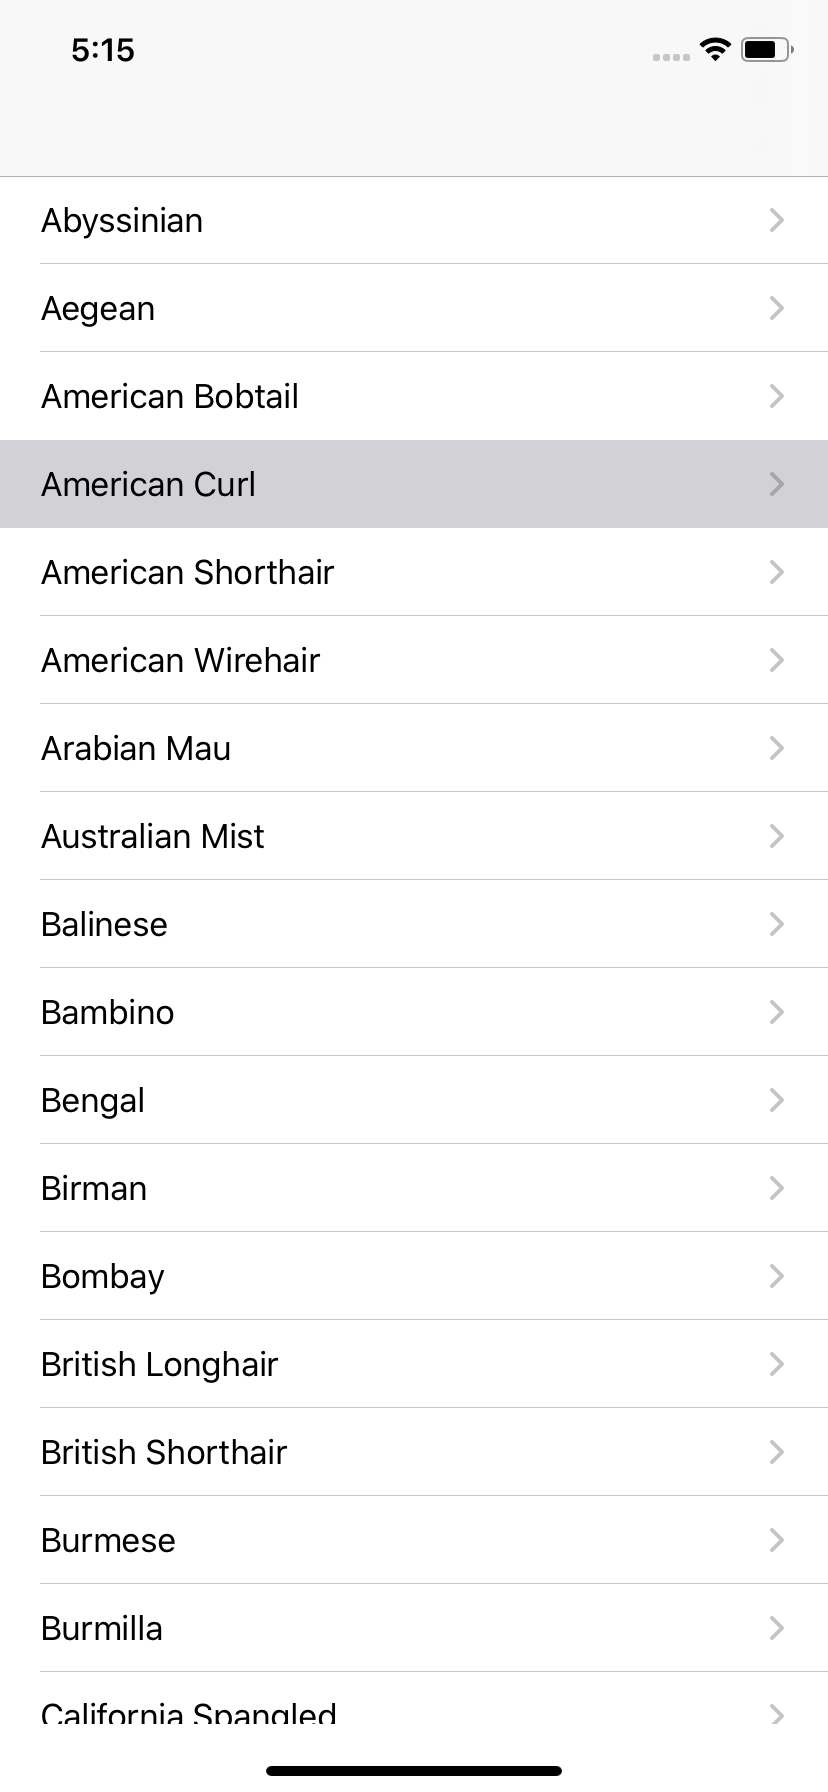 5:15
Abyssinian
Aegean
American Bobtail
American Curl
American Shorthair
American Wirehair
Arabian Mau
Australian Mist
Balinese
Bambino
Bengal
Birman
Bombay
British Longhair
British Shorthair
Burmese
Burmilla
California Spangled